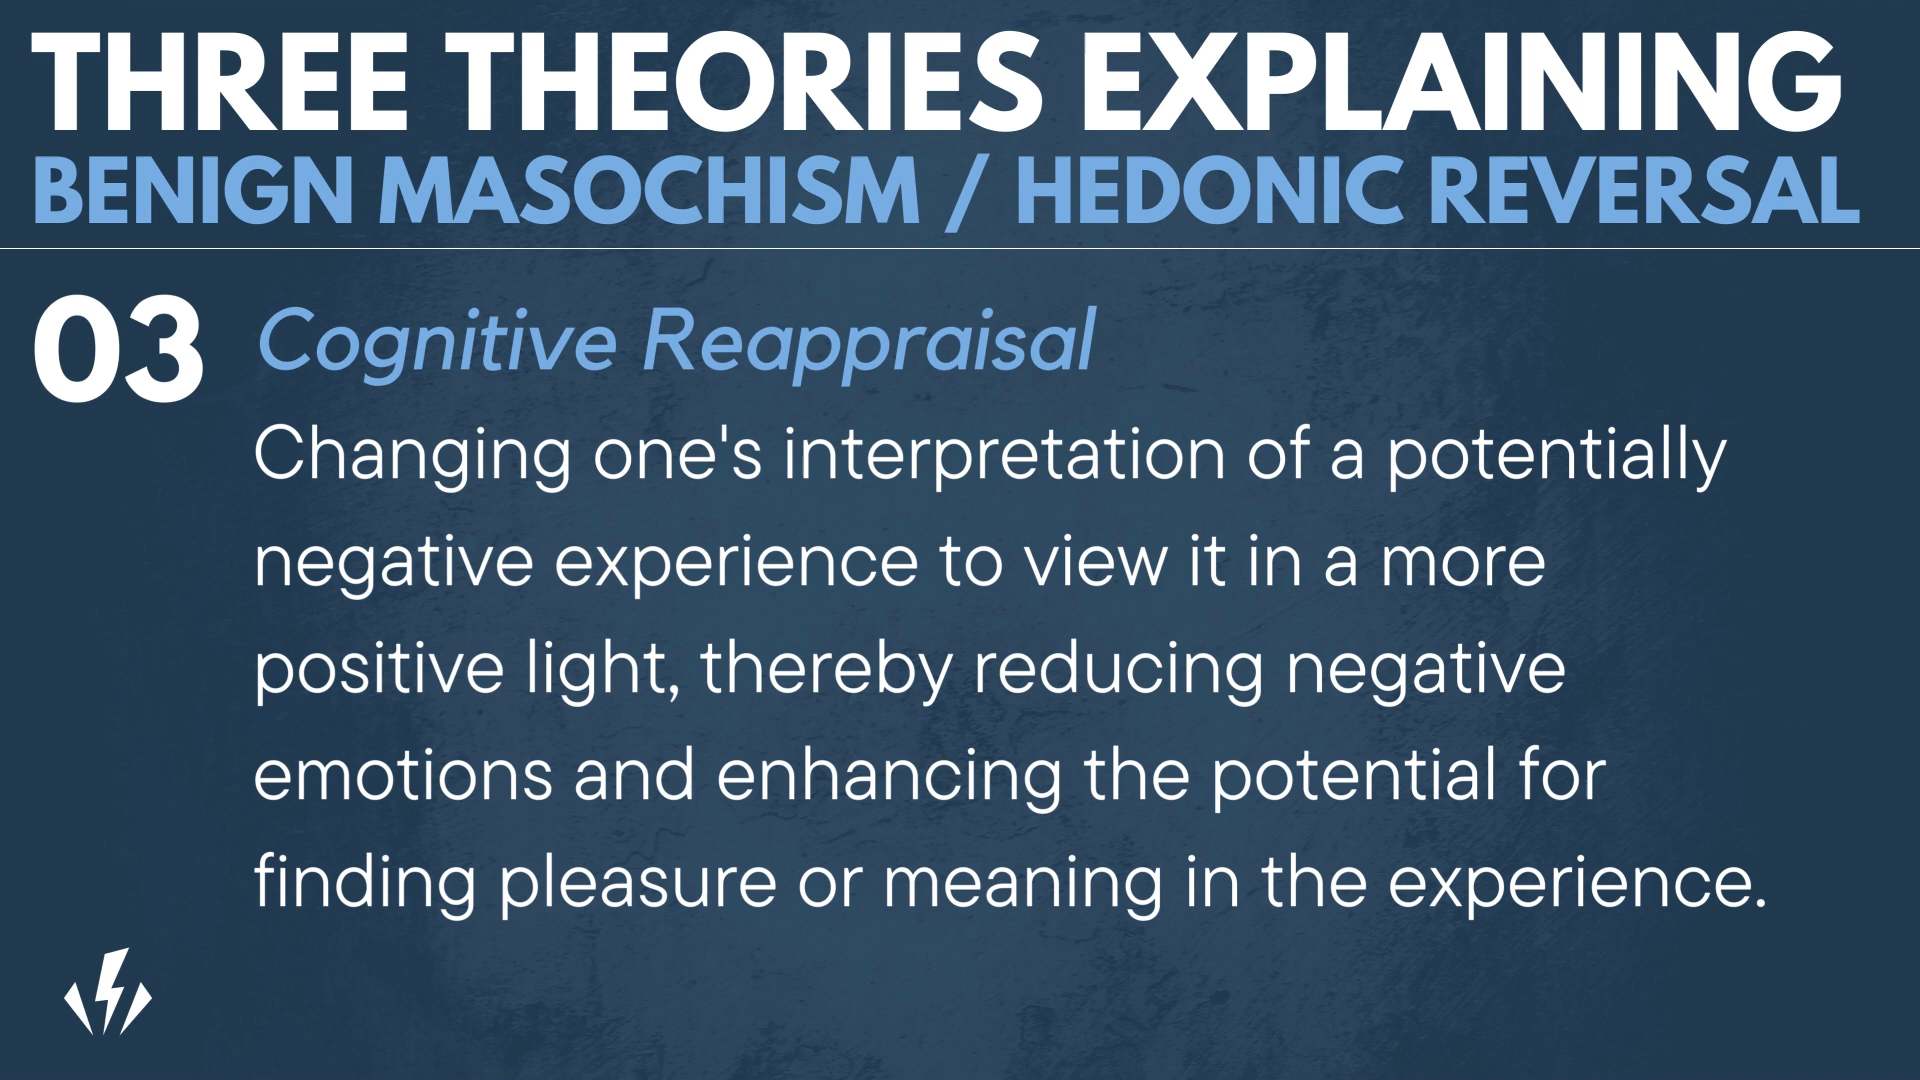 THREE THEORIES EXPLAINING
BENIGN MASOCHISM / HEDONIC REVERSAL
03
Cognitive Reappraisal
Changing one's interpretation of a potentially
negative experience to view it in a more
positive light, thereby reducing negative
emotions and enhancing the potential for
finding pleasure or meaning in the experience.